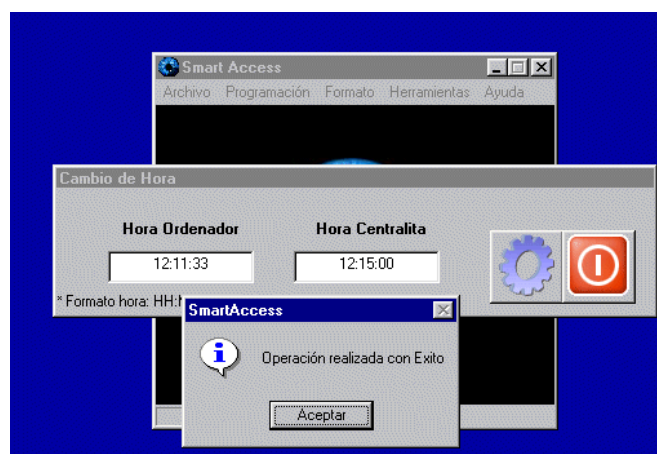 Smart Access
Archivo Programación Formato Herramientas Ayuda
Cambio de Hora
Hora Ordenador Hora Centralita
12:11:33 12:15:00
* Formato hora:
SmartAccess
Operación realizada con Exito
Aceptar